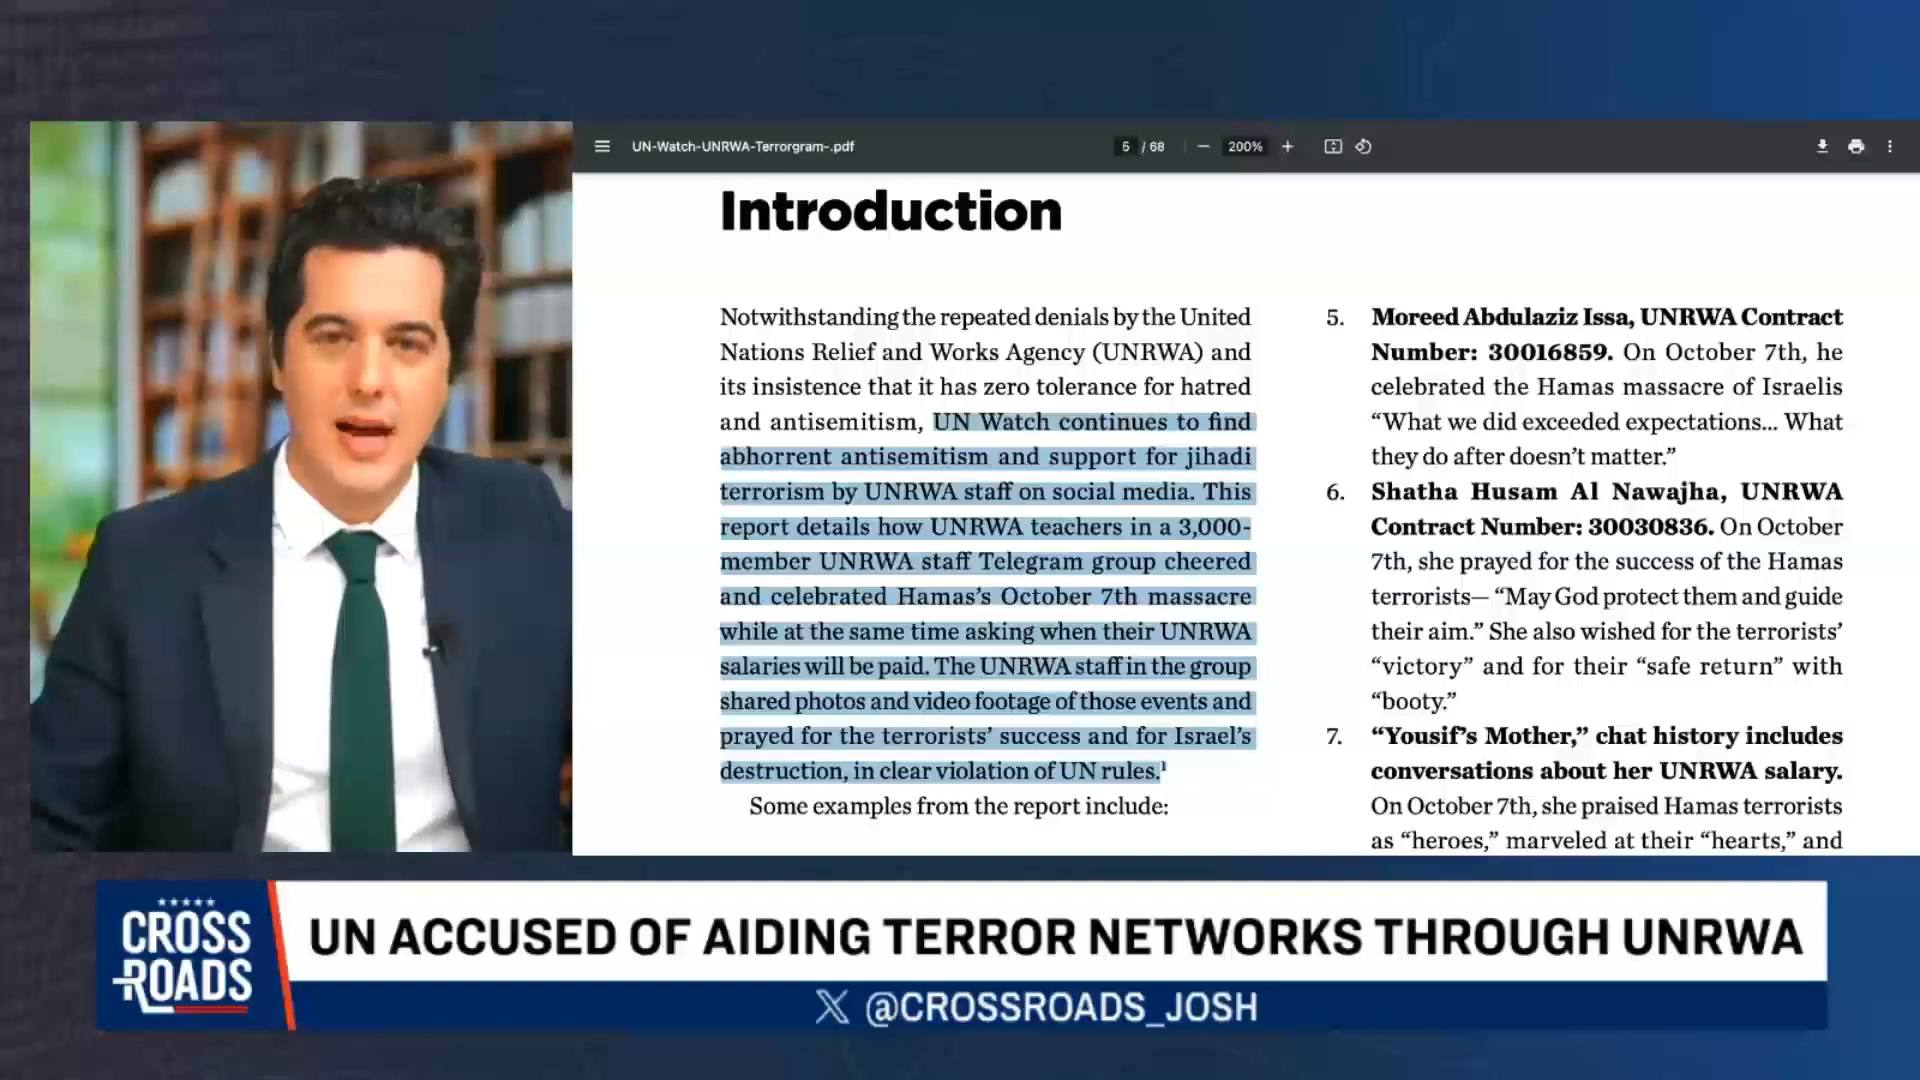 UN-Watch-UNRWA-Terrorgram-.pdf
5 / 68
200%
Introduction
Notwithstanding the repeated denials by the United
Nations Relief and Works Agency (UNRWA) and
its insistence that it has zero tolerance for hatred
and antisemitism, UN Watch continues to find
abhorrent antisemitism and support for jihadi
terrorism by UNRWA staff on social media. This
report details how UNRWA teachers in a 3,000-
member UNRWA staff Telegram group cheered
and celebrated Hamas’s October 7th massacre
while at the same time asking when their UNRWA
salaries will be paid. The UNRWA staff in the group
shared photos and video footage of those events and
prayed for the terrorists’ success and for Israel’s
destruction, in clear violation of UN rules.¹
Some examples from the report include:
5. Moreed Abdulaziz Issa, UNRWA Contract
Number: 30016859. On October 7th, he
celebrated the Hamas massacre of Israelis
“What we did exceeded expectations... What
they do after doesn’t matter.”
6. Shatha Husam Al Nawajha, UNRWA
Contract Number: 30030836. On October
7th, she prayed for the success of the Hamas
terrorists— “May God protect them and guide
their aim.” She also wished for the terrorists’
“victory” and for their “safe return” with
“booty.”
7. “Yousif’s Mother,” chat history includes
conversations about her UNRWA salary.
On October 7th, she praised Hamas terrorists
as “heroes,” marveled at their “hearts,” and
CROSS
ROADS
UN ACCUSED OF AIDING TERROR NETWORKS THROUGH UNRWA
X @CROSSROADS_JOSH